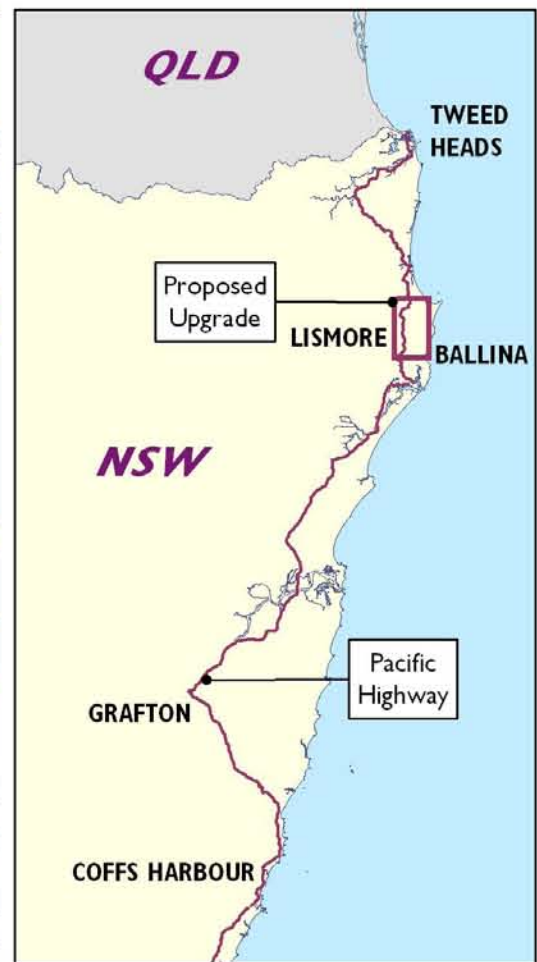 QLD
TWEED
HEADS
Proposed
Upgrade
LISMORE
BALLINA
NSW
Pacific
Highway
GRAFTON
COFFS HARBOUR